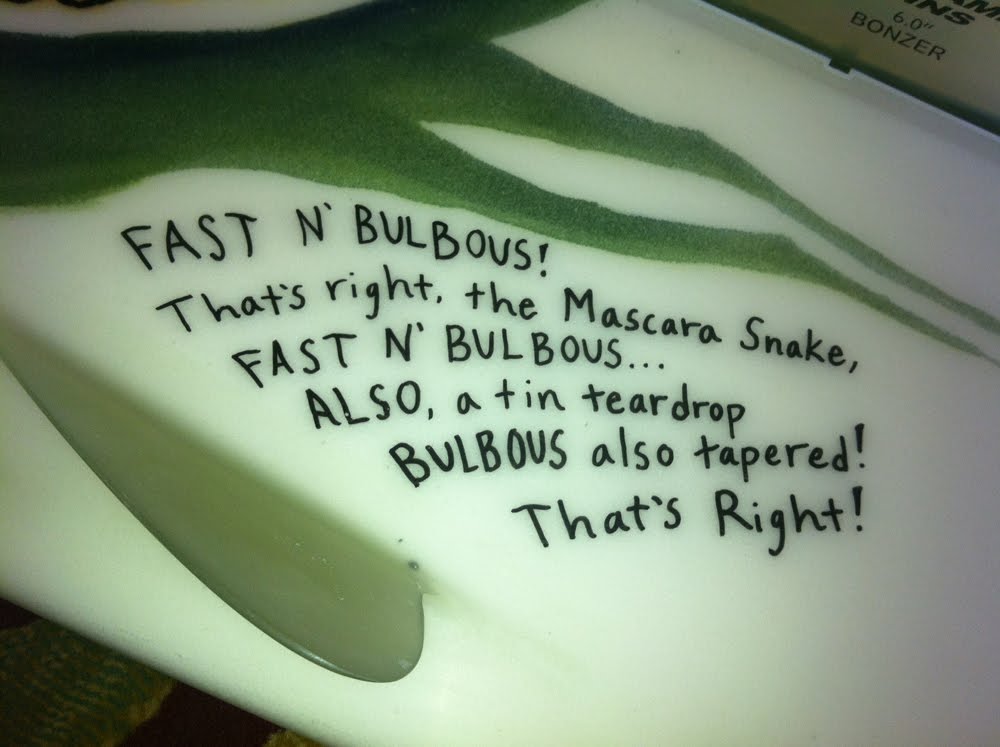 6.0"
BONZER
FAST N' BULBOUS!
That's right, the Mascara Snake,
FAST N' BULBOUS...
ALSO, a tin teardrop
BULBOUS also tapered!
That's Right!